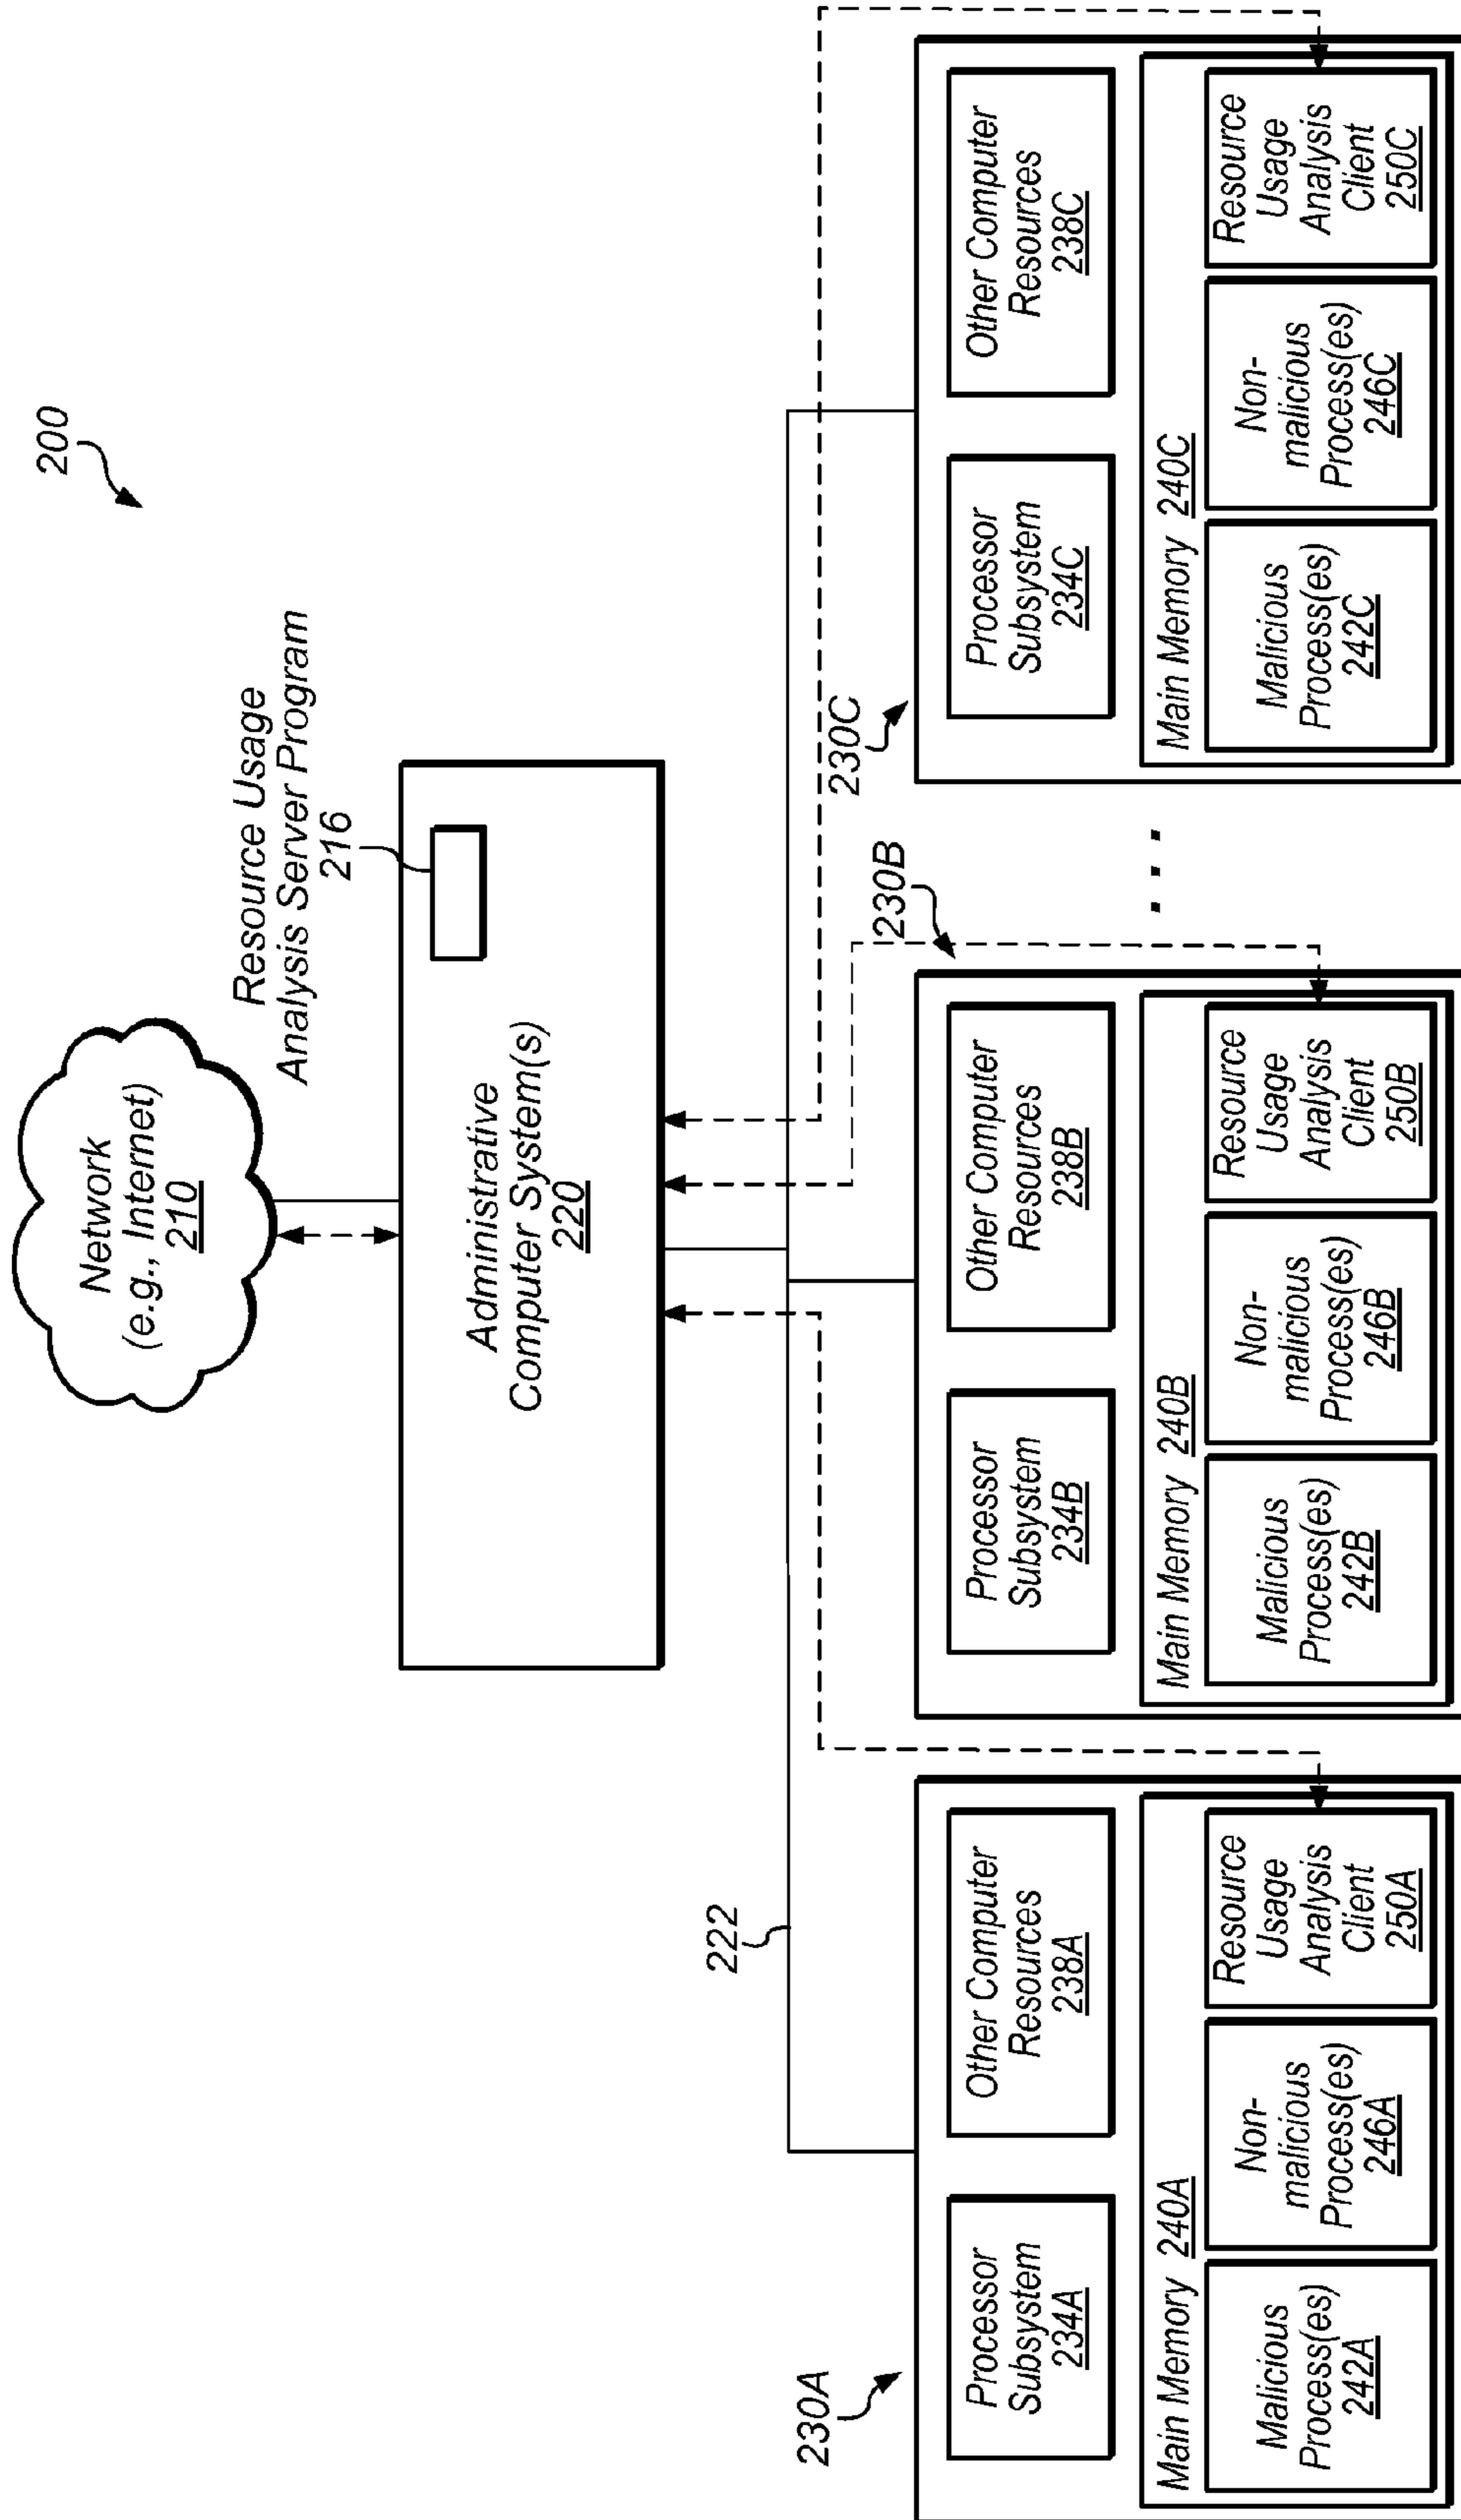 200
Network
(e.g., Internet)
210
Resource Usage
Analysis Server Program
216
Administrative
Computer System(s)
220
222
230A
230B
230C
Processor
Subsystem
234A
Other Computer
Resources
238A
Main Memory 240A
Malicious
Process(es)
242A
Non-
malicious
Process(es)
246A
Resource
Usage
Analysis
Client
250A
Processor
Subsystem
234B
Other Computer
Resources
238B
Main Memory 240B
Malicious
Process(es)
242B
Non-
malicious
Process(es)
246B
Resource
Usage
Analysis
Client
250B
. . .
Processor
Subsystem
234C
Other Computer
Resources
238C
Main Memory 240C
Malicious
Process(es)
242C
Non-
malicious
Process(es)
246C
Resource
Usage
Analysis
Client
250C